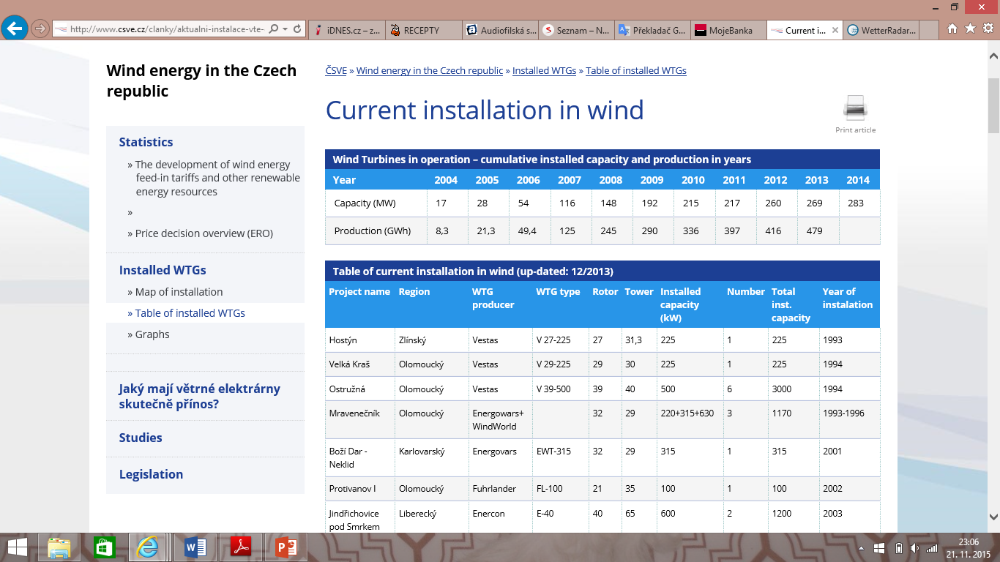 http://www.csve.cz/clanky/aktualni-instalace-vte-
iDNES.cz – z...
RECEPTY
Audiofilská s...
Seznam – N...
Překladač G...
MojeBanka
Current i...
WetterRadar...
Wind energy in the Czech
republic
Statistics
» The development of wind energy
feed-in tariffs and other renewable
energy resources
»
» Price decision overview (ERO)
Installed WTGs
» Map of installation
» Table of installed WTGs
» Graphs
Jaký mají větrné elektrárny
skutečně přínos?
Studies
Legislation
ČSVE » Wind energy in the Czech republic » Installed WTGs » Table of installed WTGs
Current installation in wind
Print article
Wind Turbines in operation – cumulative installed capacity and production in years
Year 2004 2005 2006 2007 2008 2009 2010 2011 2012 2013 2014
Capacity (MW) 17 28 54 116 148 192 215 217 260 269 283
Production (GWh) 8,3 21,3 49,4 125 245 290 336 397 416 479
Table of current installation in wind (up-dated: 12/2013)
Project name Region WTG WTG type Rotor Tower Installed Number Total Year of
producer capacity inst. instalation
(kW) capacity
Hostýn Zlínský Vestas V 27-225 27 31,3 225 1 225 1993
Velká Kraš Olomoucký Vestas V 29-225 29 30 225 1 225 1994
Ostružná Olomoucký Vestas V 39-500 39 40 500 6 3000 1994
Mravenečník Olomoucký Energowars+ 32 29 220+315+630 3 1170 1993-1996
WindWorld
Boží Dar - Karlovarský Energovars EWT-315 32 29 315 1 315 2001
Neklid
Protivanov I Olomoucký Fuhrlander FL-100 21 35 100 1 100 2002
Jindřichovice Liberecký Enercon E-40 40 65 600 2 1200 2003
pod Smrkem
23:06
21. 11. 2015